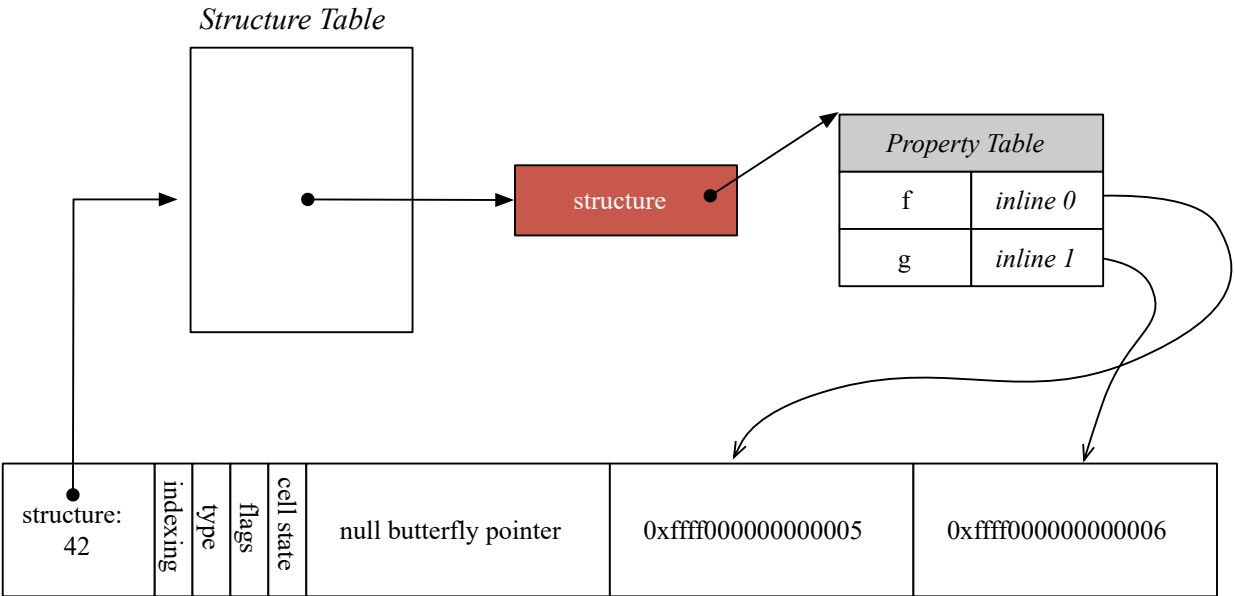 Structure Table
structure
Property Table
f inline 0
g inline 1
structure:
42
indexing
type
flags
cell state
null butterfly pointer
0xffff000000000005
0xffff000000000006